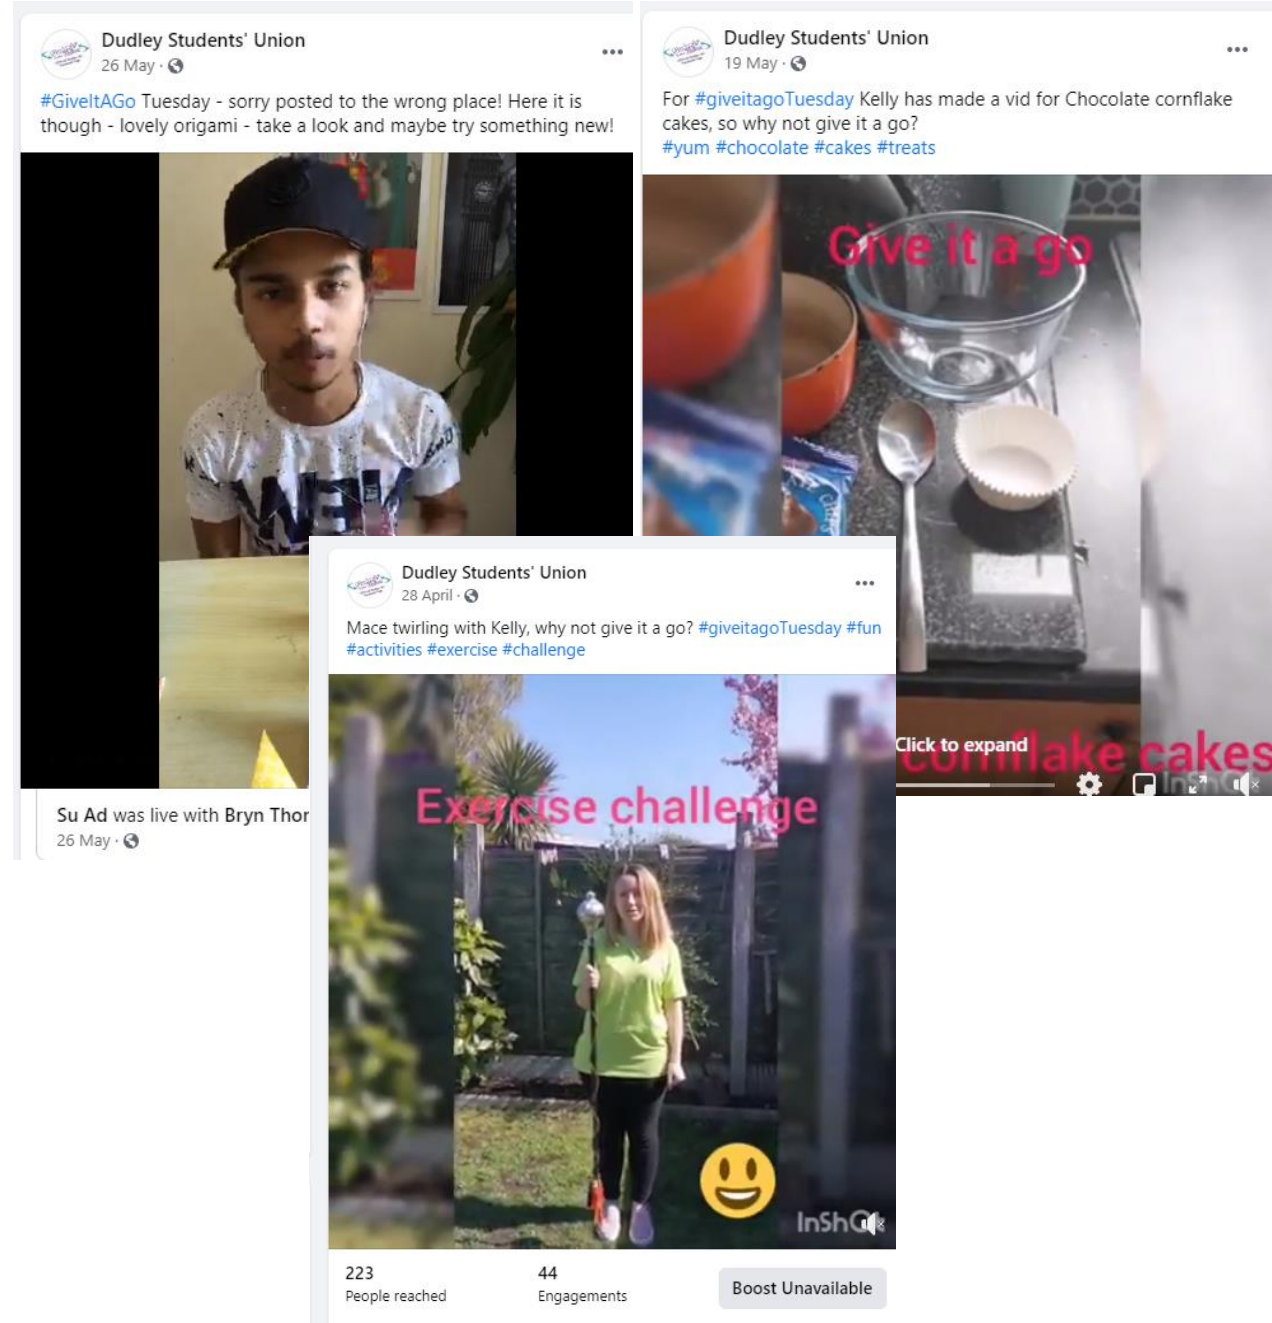 Dudley Students' Union
26 May
#GiveItAGo Tuesday - sorry posted to the wrong place! Here it is
though - lovely origami - take a look and maybe try something new!
Su Ad was live with Bryn Thor
26 May
Dudley Students' Union
19 May
For #giveitagoTuesday Kelly has made a vid for Chocolate cornflake
cakes, so why not give it a go?
#yum #chocolate #cakes #treats
Give it a go
Click to expand
cornflake cakes
Dudley Students' Union
28 April
Mace twirling with Kelly, why not give it a go? #giveitagoTuesday #fun
#activities #exercise #challenge
Exercise challenge
InShO
223
People reached
44
Engagements
Boost Unavailable